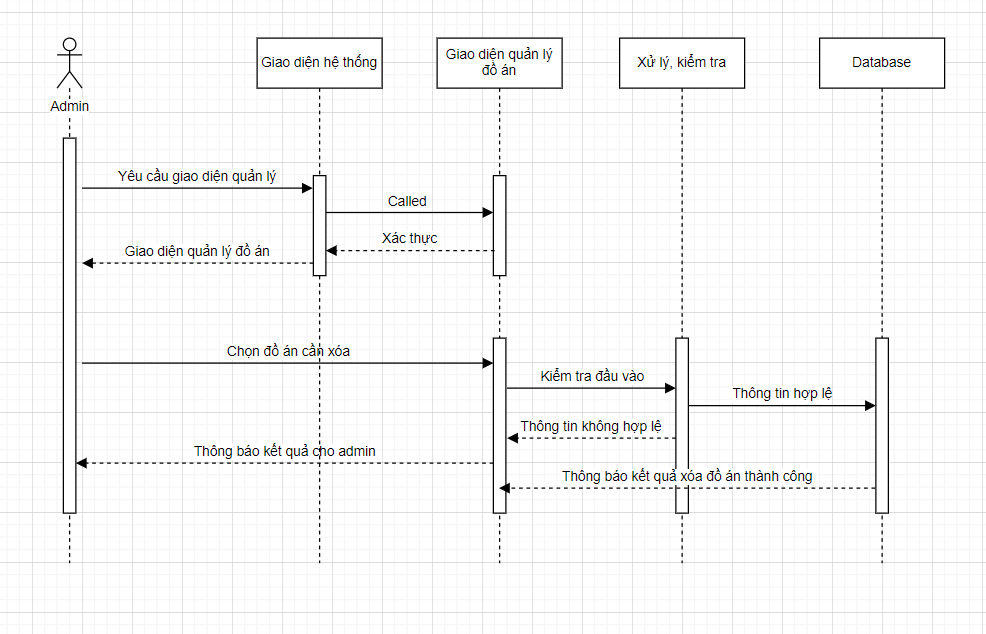 Admin
Giao diện hệ thống
Giao diện quản lý
đồ án
Xử lý, kiểm tra
Database
Yêu cầu giao diện quản lý
Called
Xác thực
Giao diện quản lý đồ án
Chọn đồ án cần xóa
Kiểm tra đầu vào
Thông tin hợp lệ
Thông tin không hợp lệ
Thông báo kết quả cho admin
Thông báo kết quả xóa đồ án thành công